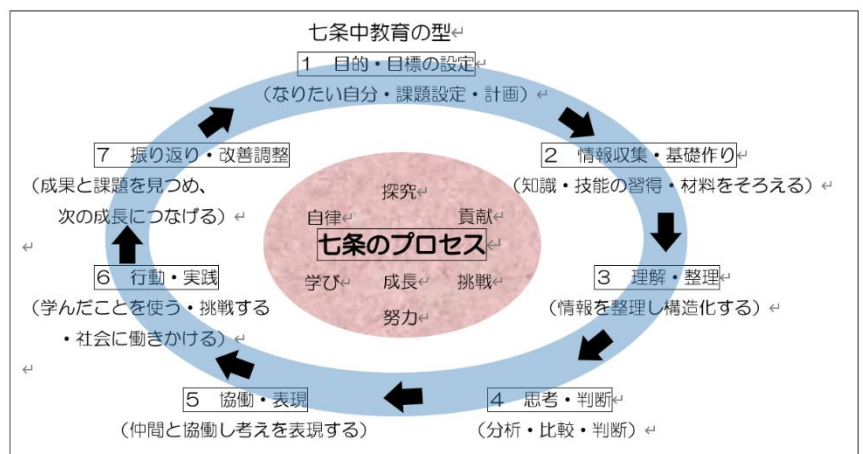 七条中教育の型
1　目的・目標の設定
(なりたい自分・課題設定・計画)
2　情報収集・基礎作り
(知識・技能の習得・材料をそろえる)
3　理解・整理
(情報を整理し構造化する)
4　思考・判断
(分析・比較・判断)
5　協働・表現
(仲間と協働し考えを表現する)
6　行動・実践
(学んだことを使う・挑戦する
・社会に働きかける)
7　振り返り・改善調整
(成果と課題を見つめ、
次の成長につなげる)
探究
自律　貢献
七条のプロセス
学び　成長　挑戦
努力